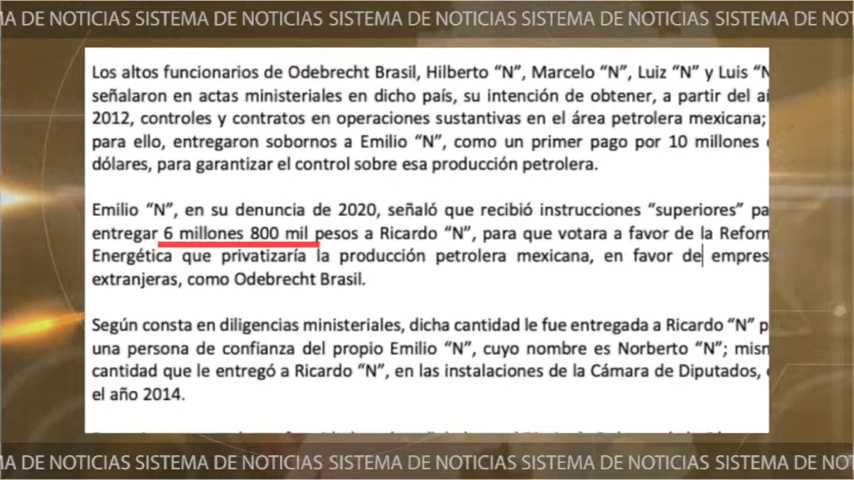 MA DE NOTICIAS SISTEMA DE NOTICIAS SISTEMA DE NOTICIAS SISTEMA DE NOTICIAS SISTEMA DE NOT
Los altos funcionarios de Odebrecht Brasil, Hilberto “N”, Marcelo “N”, Luiz “N” y Luis “N
señalaron en actas ministeriales en dicho país, su intención de obtener, a partir del
2012, controles y contratos en operaciones sustantivas en el área petrolera mexicana;
para ello, entregaron sobornos a Emilio “N”, como un primer pago por 10 millones
dólares, para garantizar el control sobre esa producción petrolera.
Emilio “N”, en su denuncia de 2020, señaló que recibió instrucciones “superiores” pa
entregar 6 millones 800 mil pesos a Ricardo “N”, para que votara a favor de la Reforn
Energética que privatizaría la producción petrolera mexicana, en favor de empres
extranjeras, como Odebrecht Brasil.
Según consta en diligencias ministeriales, dicha cantidad le fue entregada a Ricardo “N” p
una persona de confianza del propio Emilio “N”, cuyo nombre es Norberto “N”; misn
cantidad que le entregó a Ricardo “N”, en las instalaciones de la Cámara de Diputados,
el año 2014.
MA DE NOTICIAS SISTEMA DE NOTICIAS SISTEMA DE NOTICIAS SISTEMA DE NOTICIAS SISTEMA DE NOT